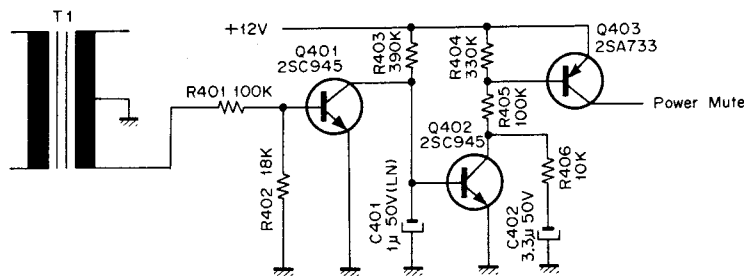 T1
+12V
Q401
2SC945
R403
390K
R404
330K
Q403
2SA733
R401 100K
Power Mute
R405
100K
Q402
2SC945
R402 18K
C401
1μ 50V(LN)
C402
3.3μ 50V
R406
10K